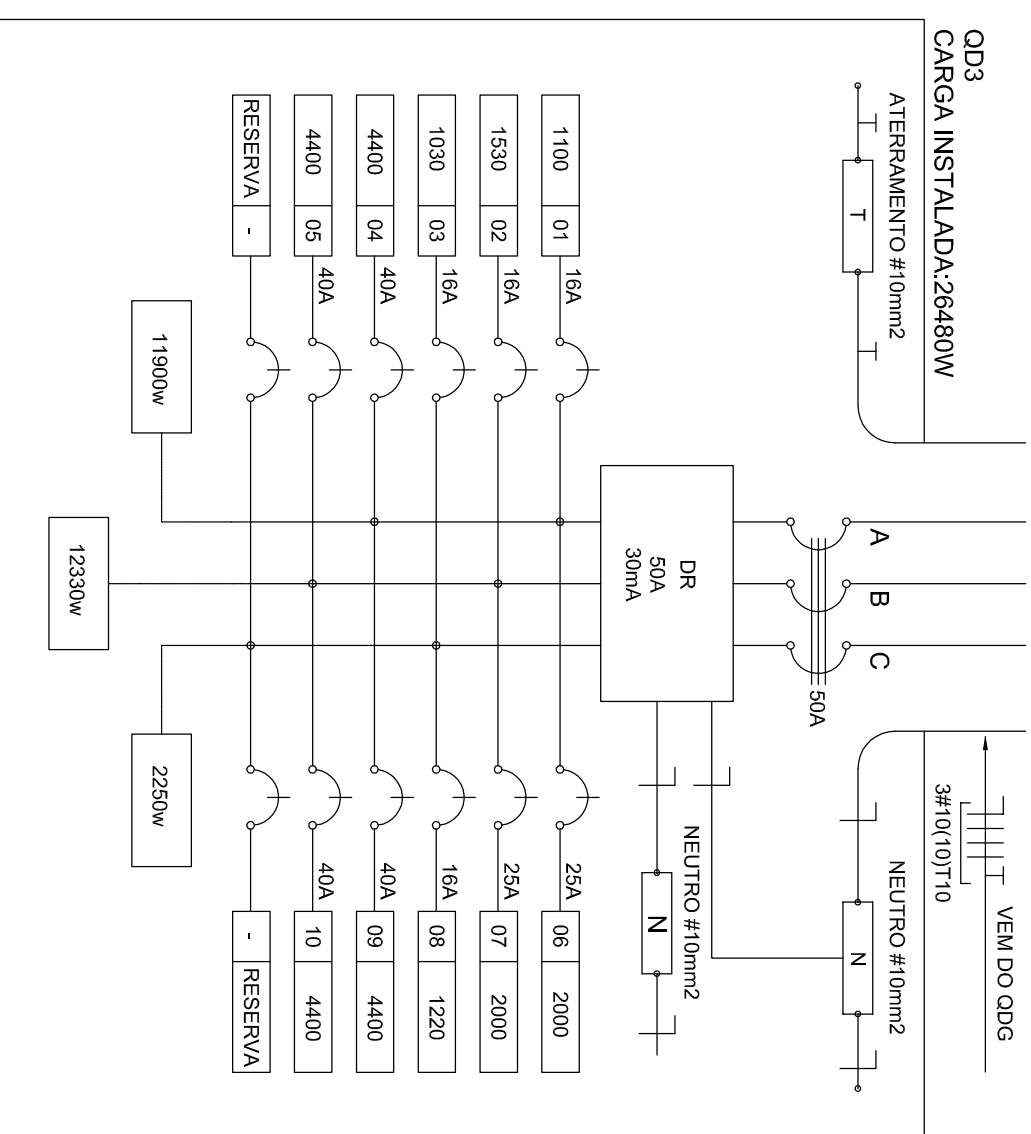 QD3
CARGA INSTALADA:26480W
ATERRAMENTO #10mm2
T
A
B
C
50A
VEM DO QDG
3#10(10)T10
NEUTRO #10mm2
N
DR
50A
30mA
NEUTRO #10mm2
N
1100 01 16A
25A 06 2000
1530 02 16A
25A 07 2000
1030 03 16A
16A 08 1220
4400 04 40A
40A 09 4400
4400 05 40A
40A 10 4400
RESERVA -
- RESERVA
11900w
12330w
2250w